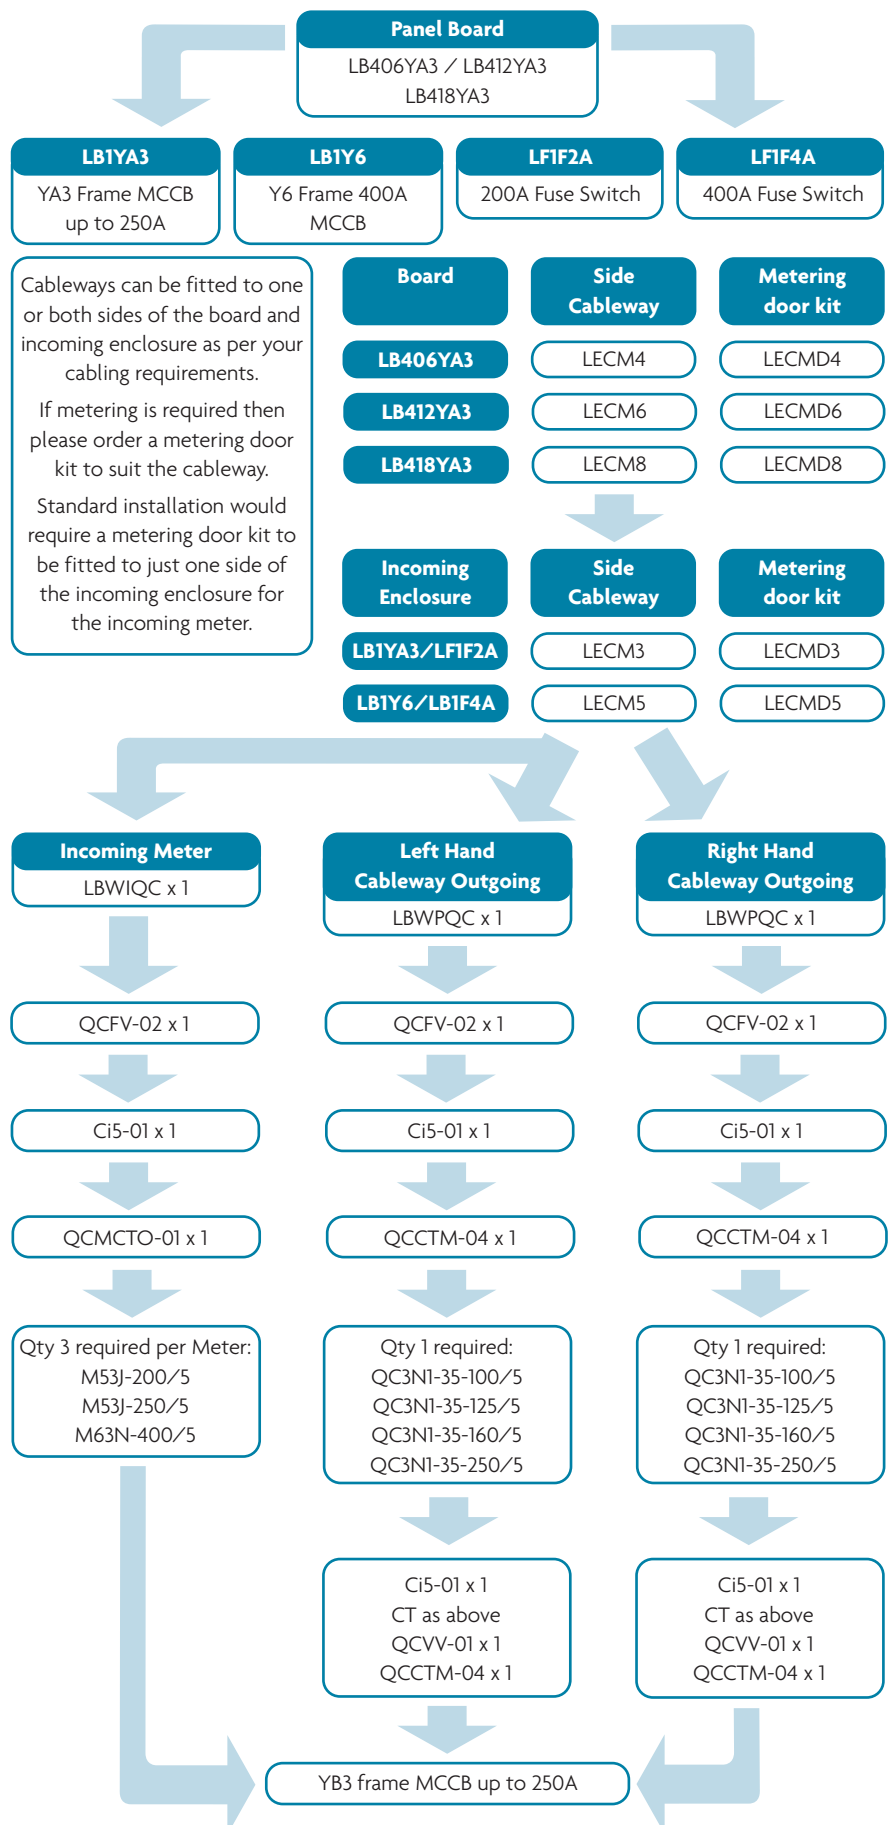 Panel Board
LB406YA3 / LB412YA3
LB418YA3
LB1YA3
YA3 Frame MCCB
up to 250A
LB1Y6
Y6 Frame 400A
MCCB
LF1F2A
200A Fuse Switch
LF1F4A
400A Fuse Switch
Cableways can be fitted to one
or both sides of the board and
incoming enclosure as per your
cabling requirements.
If metering is required then
please order a metering door
kit to suit the cableway.
Standard installation would
require a metering door kit to
be fitted to just one side of
the incoming enclosure for
the incoming meter.
Board
Side
Cableway
Metering
door kit
LB406YA3
LECM4
LECMD4
LB412YA3
LECM6
LECMD6
LB418YA3
LECM8
LECMD8
Incoming
Enclosure
Side
Cableway
Metering
door kit
LB1YA3/LF1F2A
LECM3
LECMD3
LB1Y6/LB1F4A
LECM5
LECMD5
Incoming Meter
LBWIQC x 1
QCFV-02 x 1
Ci5-01 x 1
QCMCTO-01 x 1
Qty 3 required per Meter:
M53J-200/5
M53J-250/5
M63N-400/5
Left Hand
Cableway Outgoing
LBWPQC x 1
QCFV-02 x 1
Ci5-01 x 1
QCCTM-04 x 1
Qty 1 required:
QC3N1-35-100/5
QC3N1-35-125/5
QC3N1-35-160/5
QC3N1-35-250/5
Ci5-01 x 1
CT as above
QCVV-01 x 1
QCCTM-04 x 1
Right Hand
Cableway Outgoing
LBWPQC x 1
QCFV-02 x 1
Ci5-01 x 1
QCCTM-04 x 1
Qty 1 required:
QC3N1-35-100/5
QC3N1-35-125/5
QC3N1-35-160/5
QC3N1-35-250/5
Ci5-01 x 1
CT as above
QCVV-01 x 1
QCCTM-04 x 1
YB3 frame MCCB up to 250A